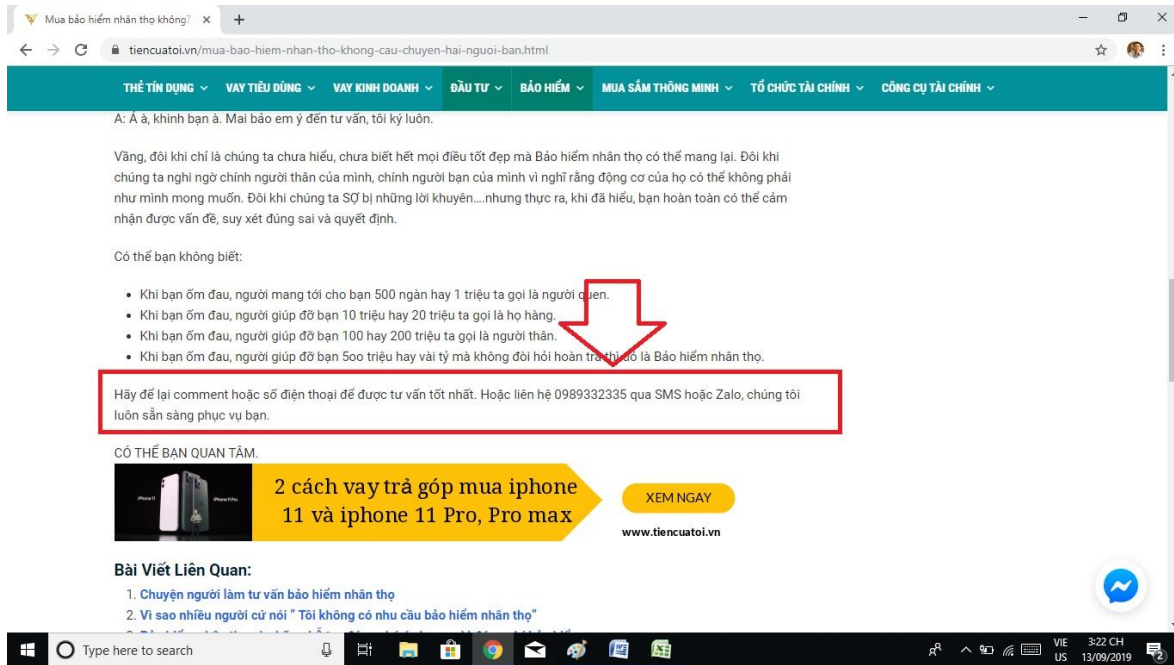 Mua bảo hiểm nhân thọ không?
tiencuatoi.vn/mua-bao-hiem-nhan-tho-khong-cau-chuyen-hai-nguoi-ban.html
THẺ TÍN DỤNG VAY TIÊU DÙNG VAY KINH DOANH ĐẦU TƯ BẢO HIỂM MUA SẮM THÔNG MINH TỔ CHỨC TÀI CHÍNH CÔNG CỤ TÀI CHÍNH
A: Á à, khinh bạn à. Mai bảo em ý đến tư vấn, tôi ký luôn.
Vầng, đôi khi chỉ là chúng ta chưa hiểu, chưa biết hết mọi điều tốt đẹp mà Bảo hiểm nhân thọ có thể mang lại. Đôi khi
chúng ta nghi ngờ chính người thân của mình, chính người bạn của mình vì nghĩ rằng động cơ của họ có thể không phải
như mình mong muốn. Đôi khi chúng ta SỢ bị những lời khuyên....nhưng thực ra, khi đã hiểu, bạn hoàn toàn có thể cảm
nhận được vấn đề, suy xét đúng sai và quyết định.
Có thể bạn không biết:
Khi bạn ốm đau, người mang tới cho bạn 500 ngàn hay 1 triệu ta gọi là người quen.
Khi bạn ốm đau, người giúp đỡ bạn 10 triệu hay 20 triệu ta gọi là họ hàng.
Khi bạn ốm đau, người giúp đỡ bạn 100 hay 200 triệu ta gọi là người thân.
Khi bạn ốm đau, người giúp đỡ bạn 5oo triệu hay vài tỷ mà không đòi hỏi hoàn trả thì đó là Bảo hiểm nhân thọ.
Hãy để lại comment hoặc số điện thoại để được tư vấn tốt nhất. Hoặc liên hệ 0989332335 qua SMS hoặc Zalo, chúng tôi
luôn sẵn sàng phục vụ bạn.
CÓ THỂ BẠN QUAN TÂM.
2 cách vay trả góp mua iphone
11 và iphone 11 Pro, Pro max
XEM NGAY
www.tiencuatoi.vn
Bài Viết Liên Quan:
1. Chuyện người làm tư vấn bảo hiểm nhân thọ
2. Vì sao nhiều người cứ nói " Tôi không có nhu cầu bảo hiểm nhân thọ"
Type here to search
VIE 3:22 CH
US 13/09/2019